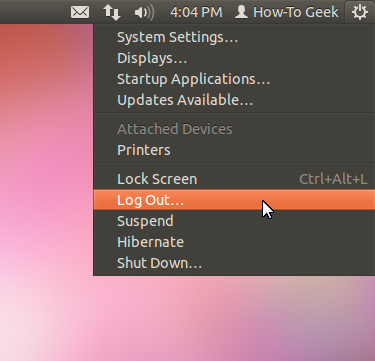 4:04 PM How-To Geek
System Settings...
Displays...
Startup Applications...
Updates Available...
Attached Devices
Printers
Lock Screen Ctrl+Alt+L
Log Out...
Suspend
Hibernate
Shut Down...